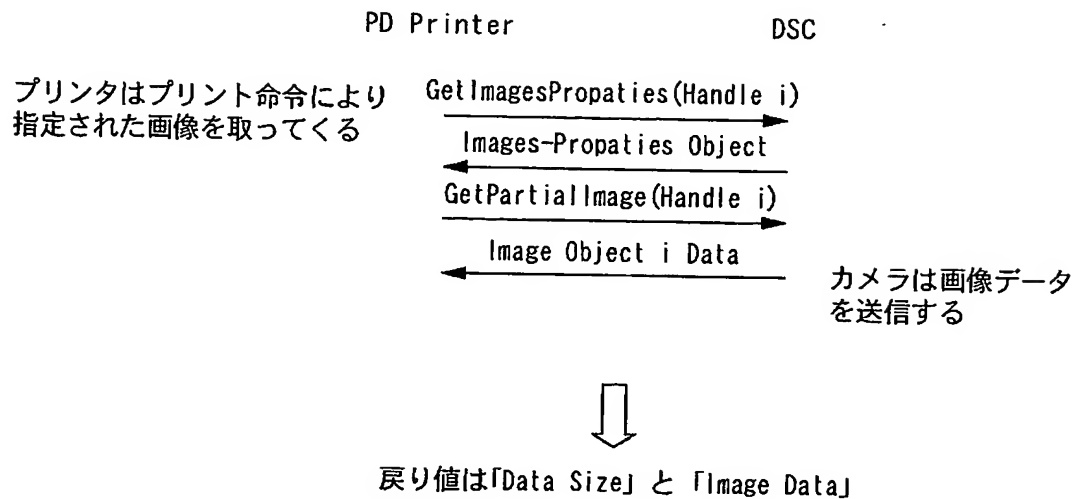 PD Printer DSC
プリンタはプリント命令により
指定された画像を取ってくる
GetImagesPropaties(Handle i)
Images-Propaties Object
GetPartialImage(Handle i)
Image Object i Data
カメラは画像データ
を送信する
戻り値は「Data Size」と「Image Data」